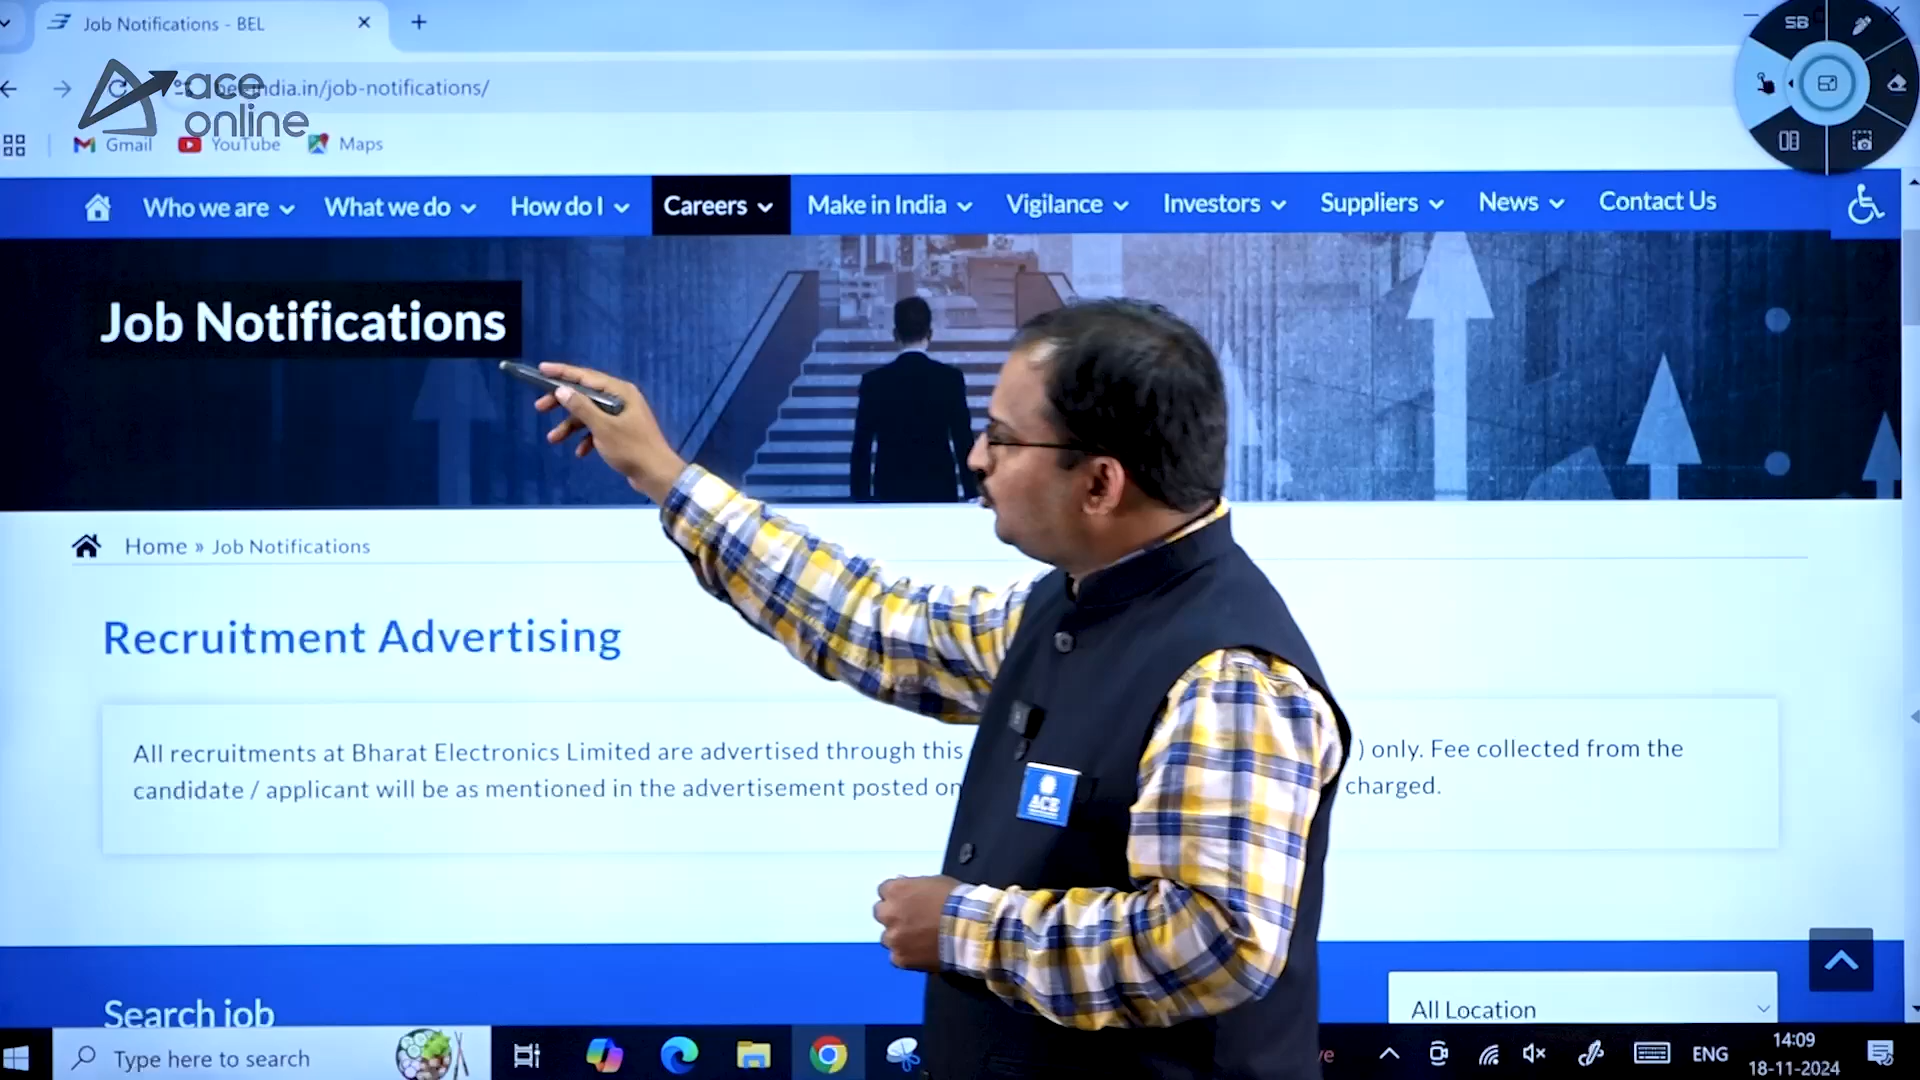 Job Notifications - BEL
SB
ace
online
india.in/job-notifications/
Gmail
YouTube
Maps
Who we are
What we do
How do I
Careers
Make in India
Vigilance
Investors
Suppliers
News
Contact Us
Job Notifications
Home » Job Notifications
Recruitment Advertising
All recruitments at Bharat Electronics Limited are advertised through this ) only. Fee collected from the
candidate / applicant will be as mentioned in the advertisement posted on charged.
ACE
Search job
All Location
Type here to search
ENG
14:09
18-11-2024